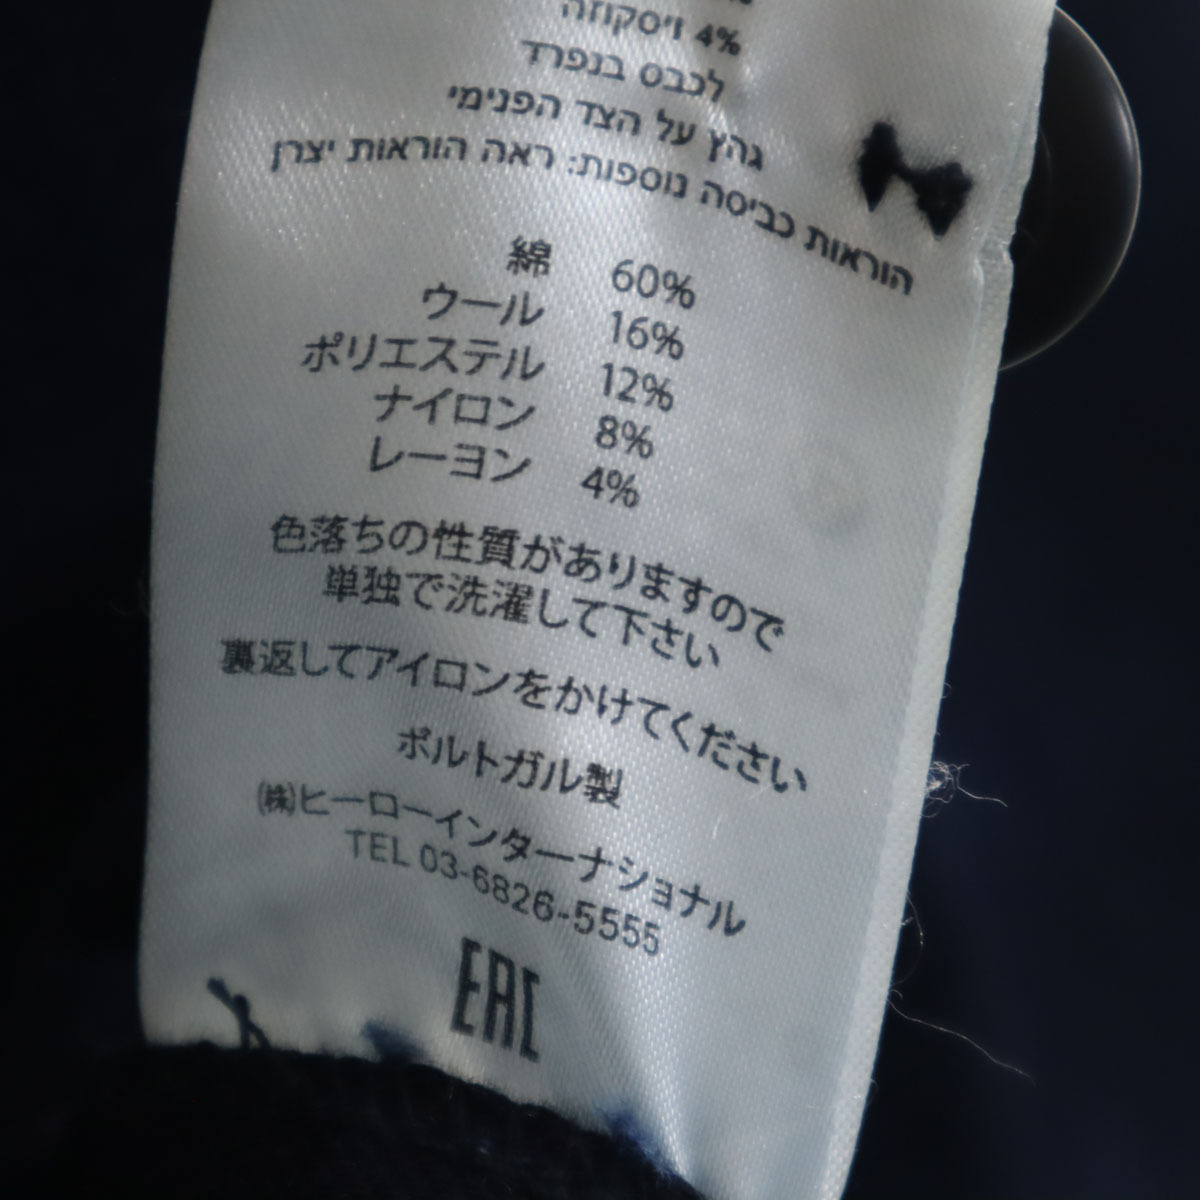 4% ויסקוזה
לכבס בנפרד
גהץ על הצד הפנימי
הוראות כביסה נוספות: ראה הוראות יצרן
綿 60%
ウール 16%
ポリエステル 12%
ナイロン 8%
レーヨン 4%
色落ちの性質がありますので
単独で洗濯して下さい
裏返してアイロンをかけてください
ポルトガル製
㈱ヒーローインターナショナル
TEL 03-6826-5555
EAC